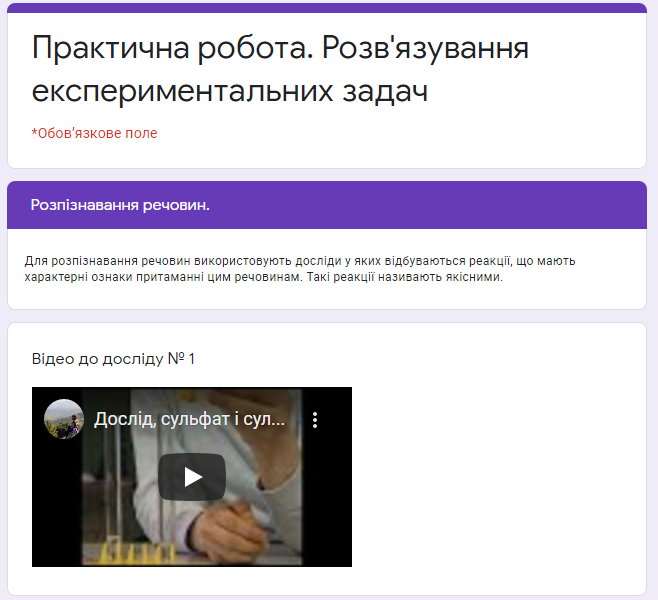 Практична робота. Розв'язування
експериментальних задач
*Обов'язкове поле
Розпізнавання речовин.
Для розпізнавання речовин використовують досліди у яких відбуваються реакції, що мають
характерні ознаки притаманні цим речовинам. Такі реакції називають якісними.
Відео до досліду № 1
Дослід, сульфат і сул...